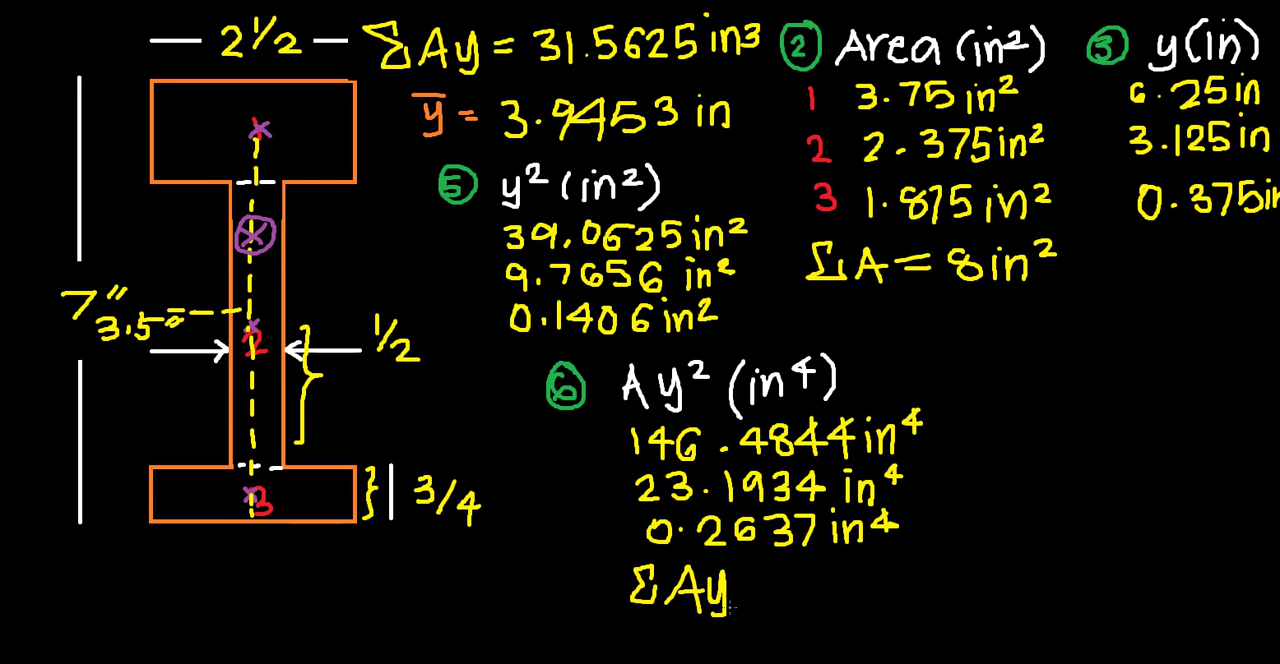 2 1/2
ΣAy = 31.5625 in3
y̅ = 3.9453 in
2 Area (in²)
1 3.75 in²
2 2.375 in²
3 1.875 in²
ΣA = 8 in²
3 y (in)
6.25 in
3.125 in
0.375 in
5 y² (in²)
39.0625 in²
9.7656 in²
0.1406 in²
1
7"
3.5"
2
1/2
3
3/4
6 Ay² (in⁴)
146.4844 in⁴
23.1934 in⁴
0.2637 in⁴
ΣAy